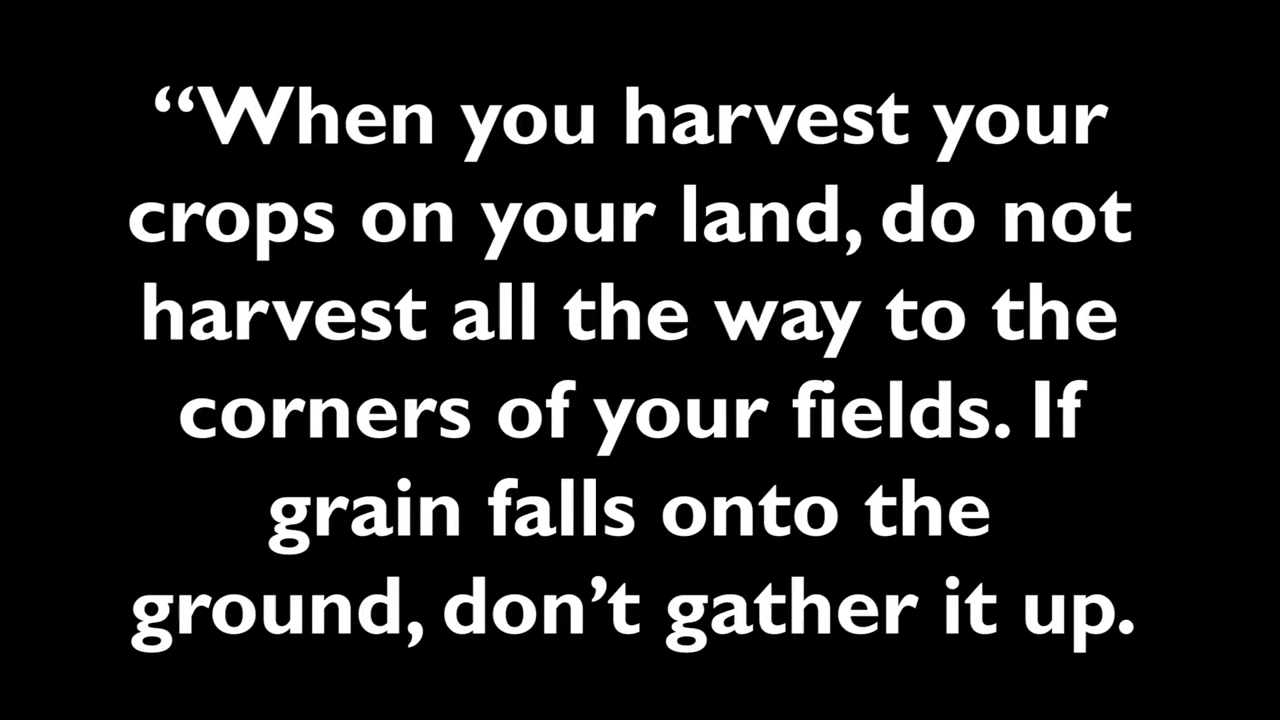 “When you harvest your
crops on your land, do not
harvest all the way to the
corners of your fields. If
grain falls onto the
ground, don’t gather it up.